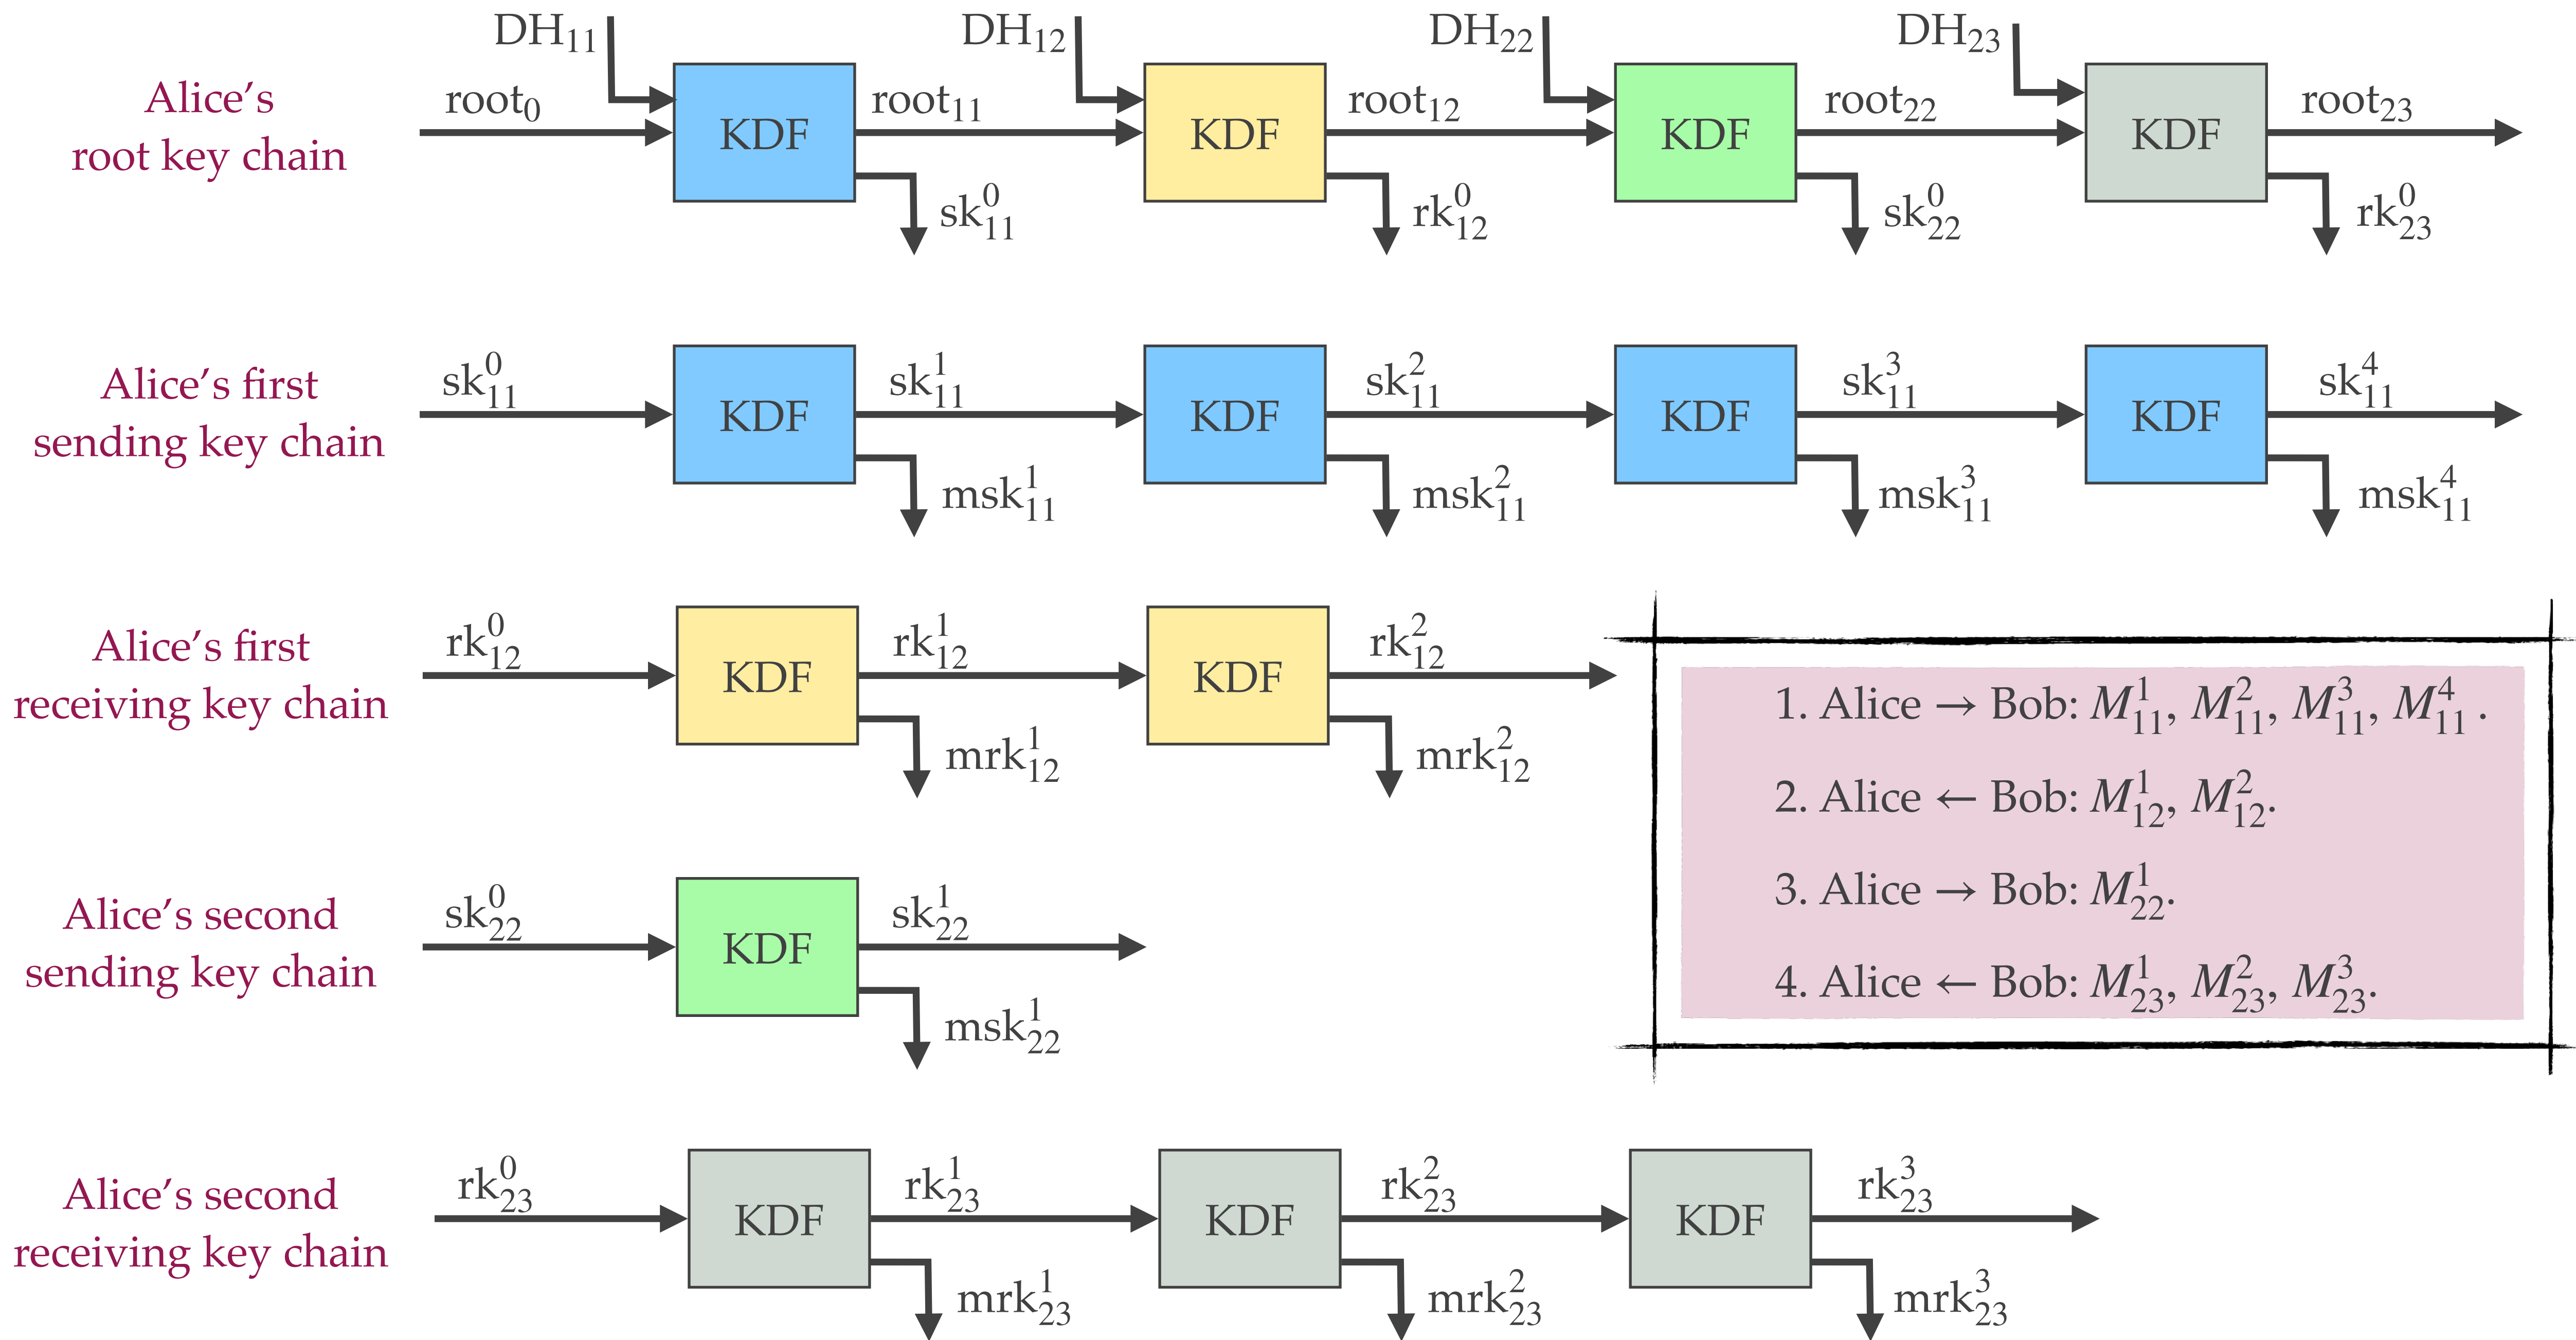 DH₁₁ DH₁₂ DH₂₂ DH₂₃
Alice’s
root key chain
root₀ KDF root₁₁ KDF root₁₂ KDF root₂₂ KDF root₂₃
sk⁰₁₁ rk⁰₁₂ sk⁰₂₂ rk⁰₂₃
Alice’s first
sending key chain
sk⁰₁₁ KDF sk¹₁₁ KDF sk²₁₁ KDF sk³₁₁ KDF sk⁴₁₁
msk¹₁₁ msk²₁₁ msk³₁₁ msk⁴₁₁
Alice’s first
receiving key chain
rk⁰₁₂ KDF rk¹₁₂ KDF rk²₁₂
mrk¹₁₂ mrk²₁₂
1. Alice → Bob: M¹₁₁, M²₁₁, M³₁₁, M⁴₁₁ .
2. Alice ← Bob: M¹₁₂, M²₁₂.
3. Alice → Bob: M¹₂₂.
4. Alice ← Bob: M¹₂₃, M²₂₃, M³₂₃.
Alice’s second
sending key chain
sk⁰₂₂ KDF sk¹₂₂
msk¹₂₂
Alice’s second
receiving key chain
rk⁰₂₃ KDF rk¹₂₃ KDF rk²₂₃ KDF rk³₂₃
mrk¹₂₃ mrk²₂₃ mrk³₂₃